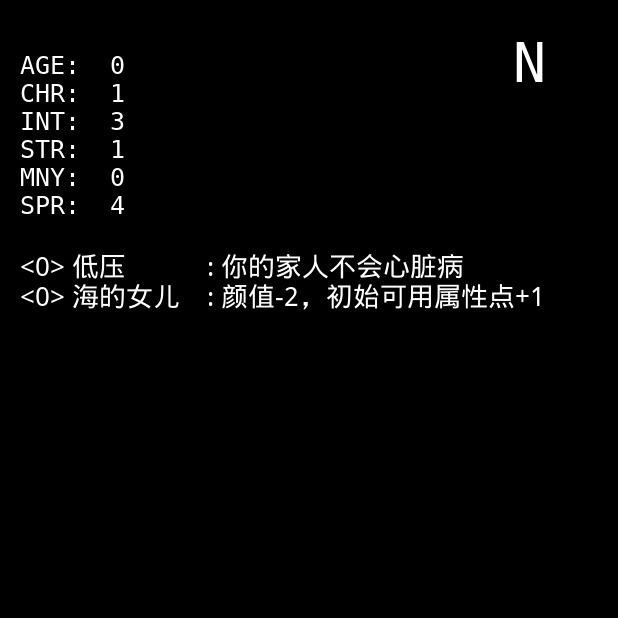 N
AGE: 0
CHR: 1
INT: 3
STR: 1
MNY: 0
SPR: 4
<O> 低压 : 你的家人不会心脏病
<O> 海的女儿 : 颜值-2，初始可用属性点+1